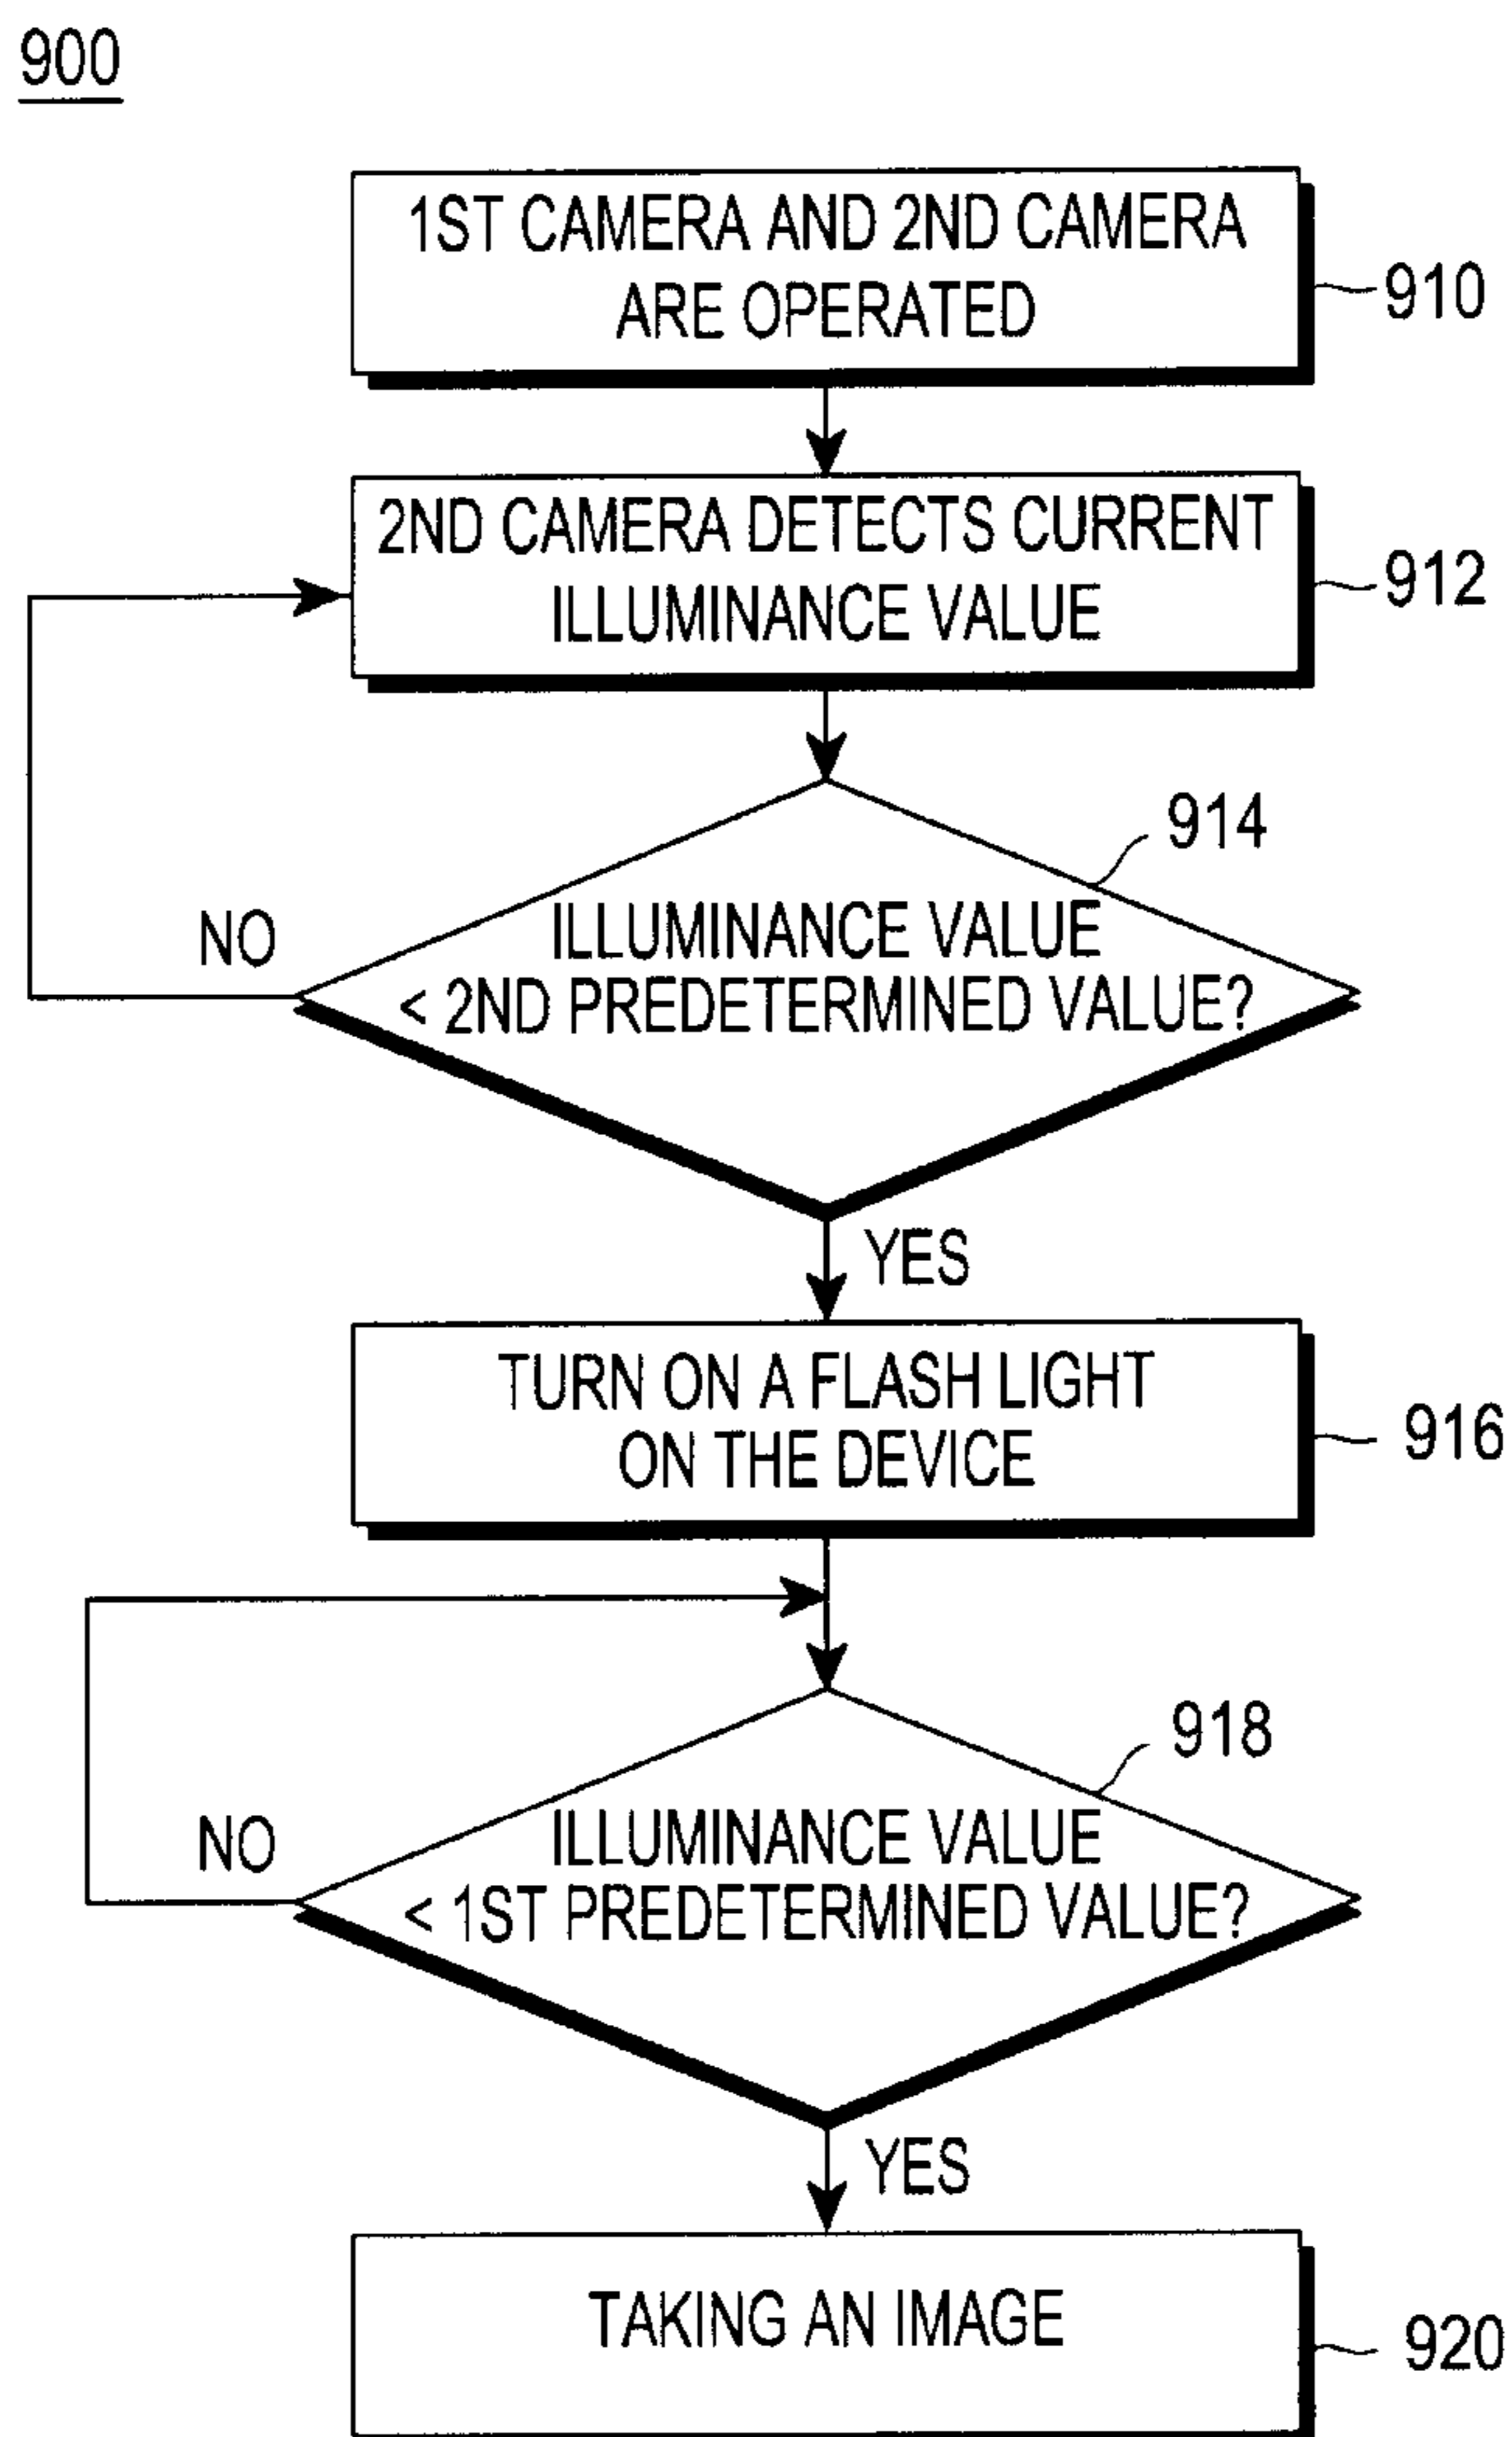 900
1ST CAMERA AND 2ND CAMERA
ARE OPERATED
910
2ND CAMERA DETECTS CURRENT
ILLUMINANCE VALUE
912
914
ILLUMINANCE VALUE
< 2ND PREDETERMINED VALUE?
NO
YES
TURN ON A FLASH LIGHT
ON THE DEVICE
916
918
ILLUMINANCE VALUE
< 1ST PREDETERMINED VALUE?
NO
YES
TAKING AN IMAGE
920